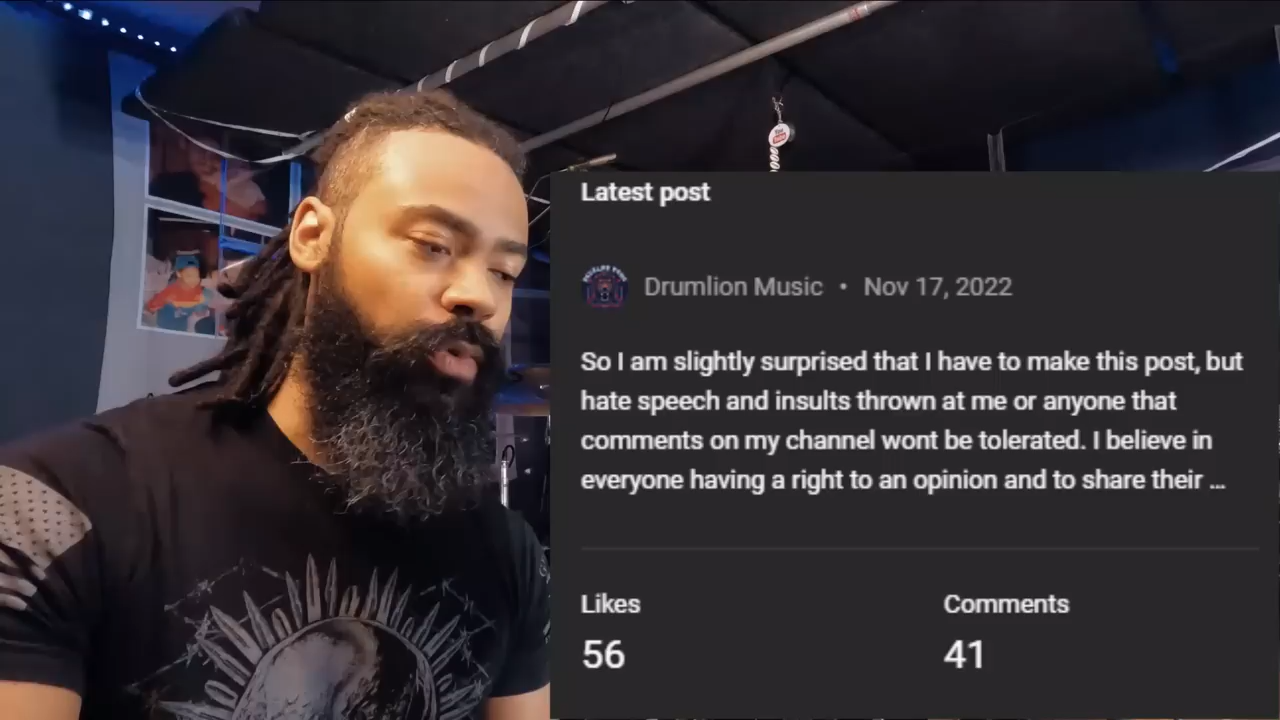 Latest post
Drumlion Music • Nov 17, 2022
So I am slightly surprised that I have to make this post, but
hate speech and insults thrown at me or anyone that
comments on my channel wont be tolerated. I believe in
everyone having a right to an opinion and to share their ...
Likes
Comments
56
41